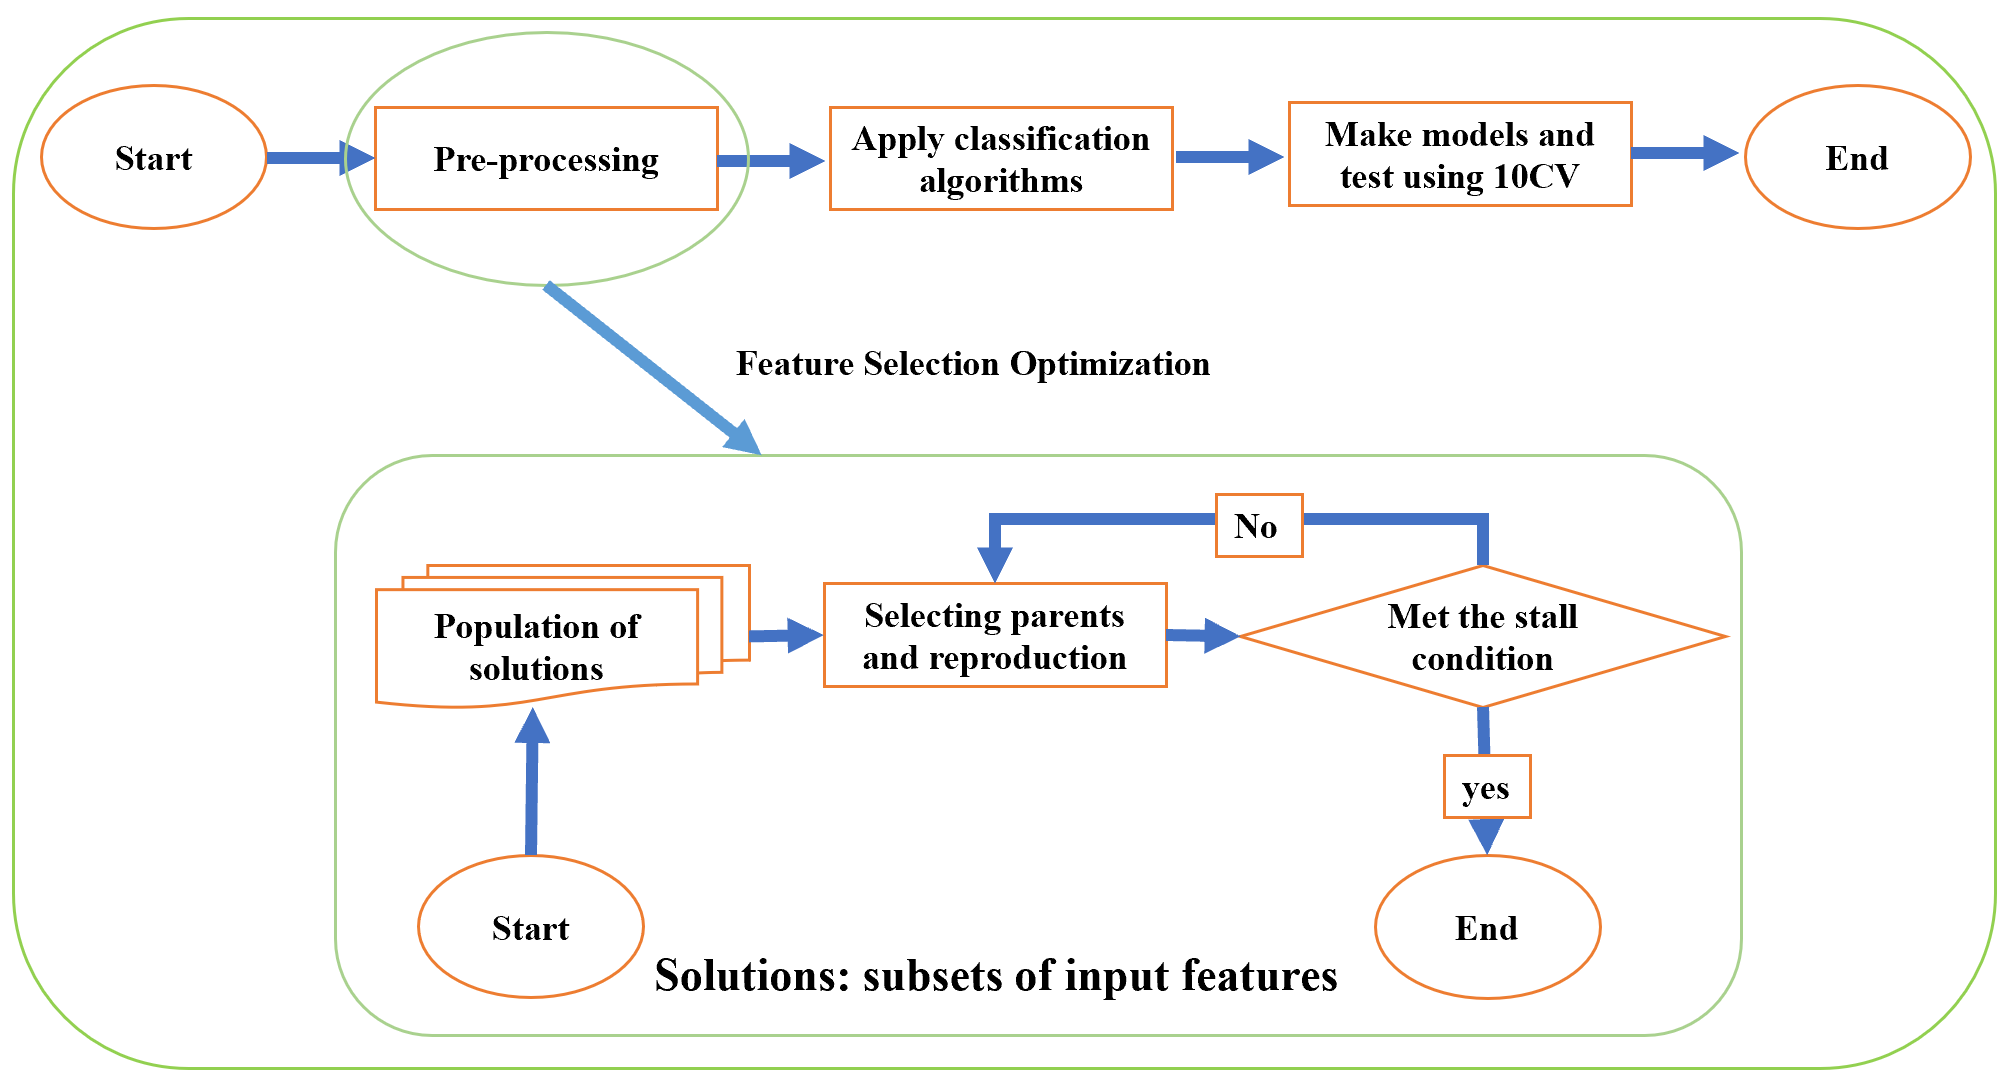 Start
Pre-processing
Apply classification
algorithms
Make models and
test using 10CV
End
Feature Selection Optimization
No
Population of
solutions
Selecting parents
and reproduction
Met the stall
condition
yes
Start
End
Solutions: subsets of input features